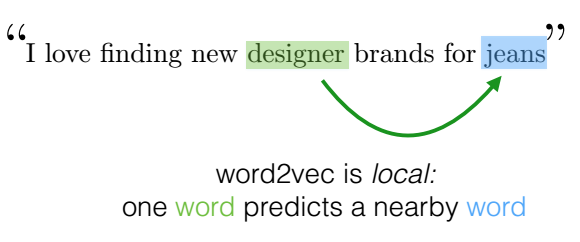 “I love finding new designer brands for jeans”
word2vec is local:
one word predicts a nearby word